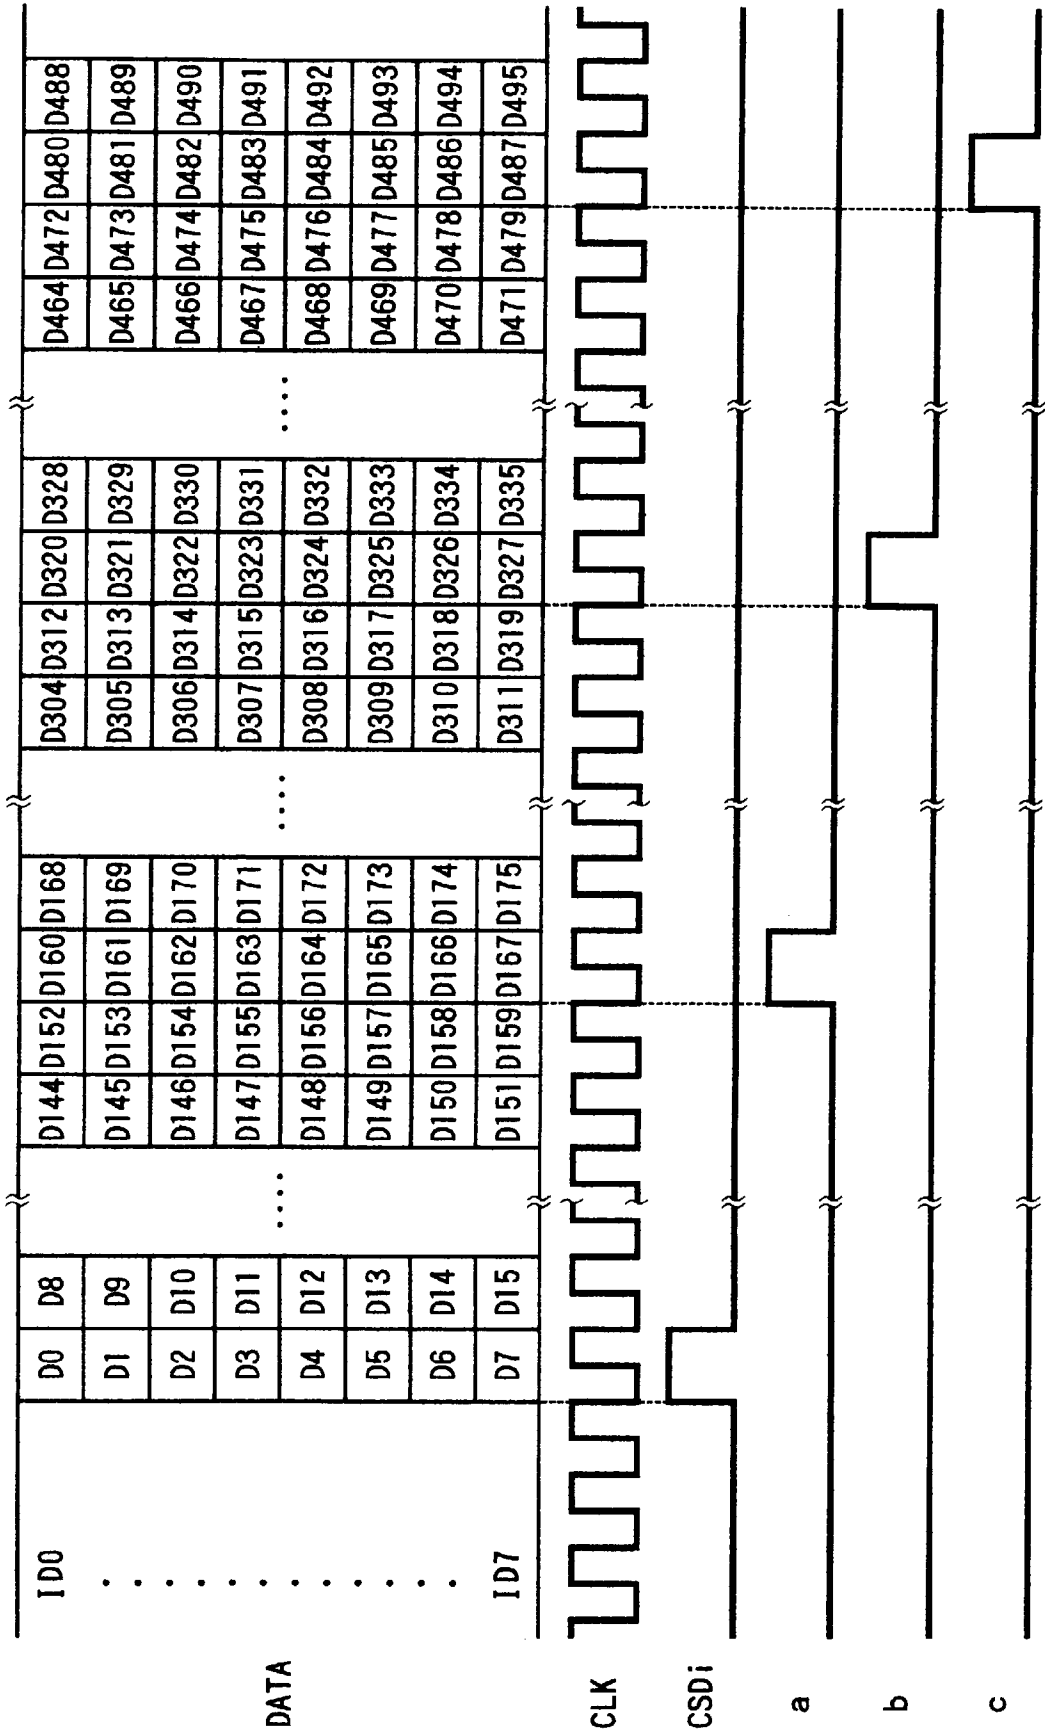 DATA
ID0 D0 D8 D144 D152 D160 D168 D304 D312 D320 D328 D464 D472 D480 D488
D1 D9 D145 D153 D161 D169 D305 D313 D321 D329 D465 D473 D481 D489
D2 D10 D146 D154 D162 D170 D306 D314 D322 D330 D466 D474 D482 D490
D3 D11 D147 D155 D163 D171 D307 D315 D323 D331 D467 D475 D483 D491
D4 D12 D148 D156 D164 D172 D308 D316 D324 D332 D468 D476 D484 D492
D5 D13 D149 D157 D165 D173 D309 D317 D325 D333 D469 D477 D485 D493
D6 D14 D150 D158 D166 D174 D310 D318 D326 D334 D470 D478 D486 D494
ID7 D7 D15 D151 D159 D167 D175 D311 D319 D327 D335 D471 D479 D487 D495
CLK
CSDi
a
b
c